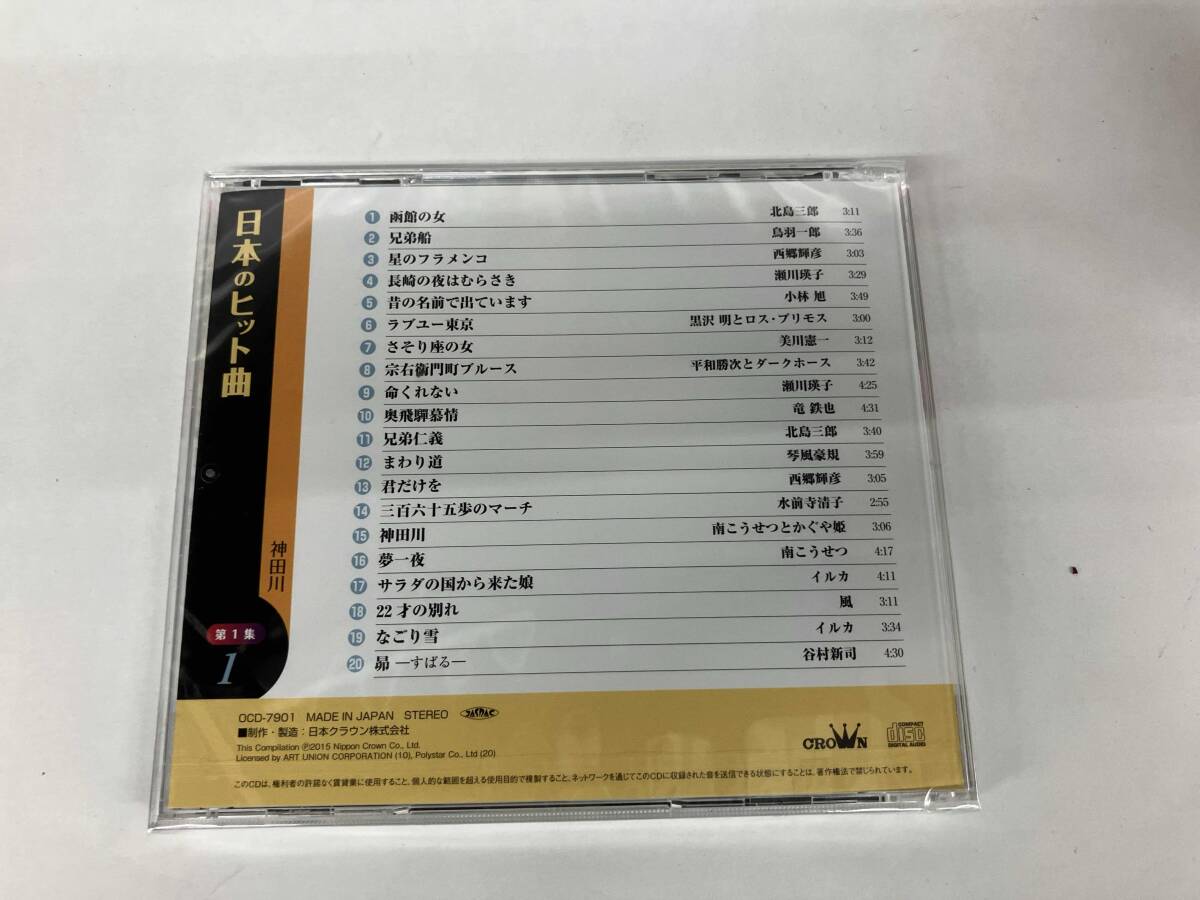 日本のヒット曲
神田川
第1集
1
1 函館の女 北島三郎 3:11
2 兄弟船 鳥羽一郎 3:36
3 星のフラメンコ 西郷輝彦 3:03
4 長崎の夜はむらさき 瀬川瑛子 3:29
5 昔の名前で出ています 小林 旭 3:49
6 ラブユー東京 黒沢 明とロス・プリモス 3:00
7 さそり座の女 美川憲一 3:12
8 宗右衛門町ブルース 平和勝次とダークホース 3:42
9 命くれない 瀬川瑛子 4:25
10 奥飛騨慕情 竜 鉄也 4:31
11 兄弟仁義 北島三郎 3:40
12 まわり道 琴風豪規 3:59
13 君だけを 西郷輝彦 3:05
14 三百六十五歩のマーチ 水前寺清子 2:55
15 神田川 南こうせつとかぐや姫 3:06
16 夢一夜 南こうせつ 4:17
17 サラダの国から来た娘 イルカ 4:11
18 22才の別れ 風 3:11
19 なごり雪 イルカ 3:34
20 昴 ―すばる― 谷村新司 4:30
OCD-7901 MADE IN JAPAN STEREO JASRAC
■制作・製造：日本クラウン株式会社
This Compilation ℗2015 Nippon Crown Co., Ltd.
Licensed by ART UNION CORPORATION (10), Polystar Co., Ltd (20)
CROWN
COMPACT
disc
DIGITAL AUDIO
このCDは、権利者の許諾なく賃貸業に使用すること、個人的な範囲を超える使用目的で複製すること、ネットワークを通じてこのCDに収録された音を送信できる状態にすることは、著作権法で禁じられています。